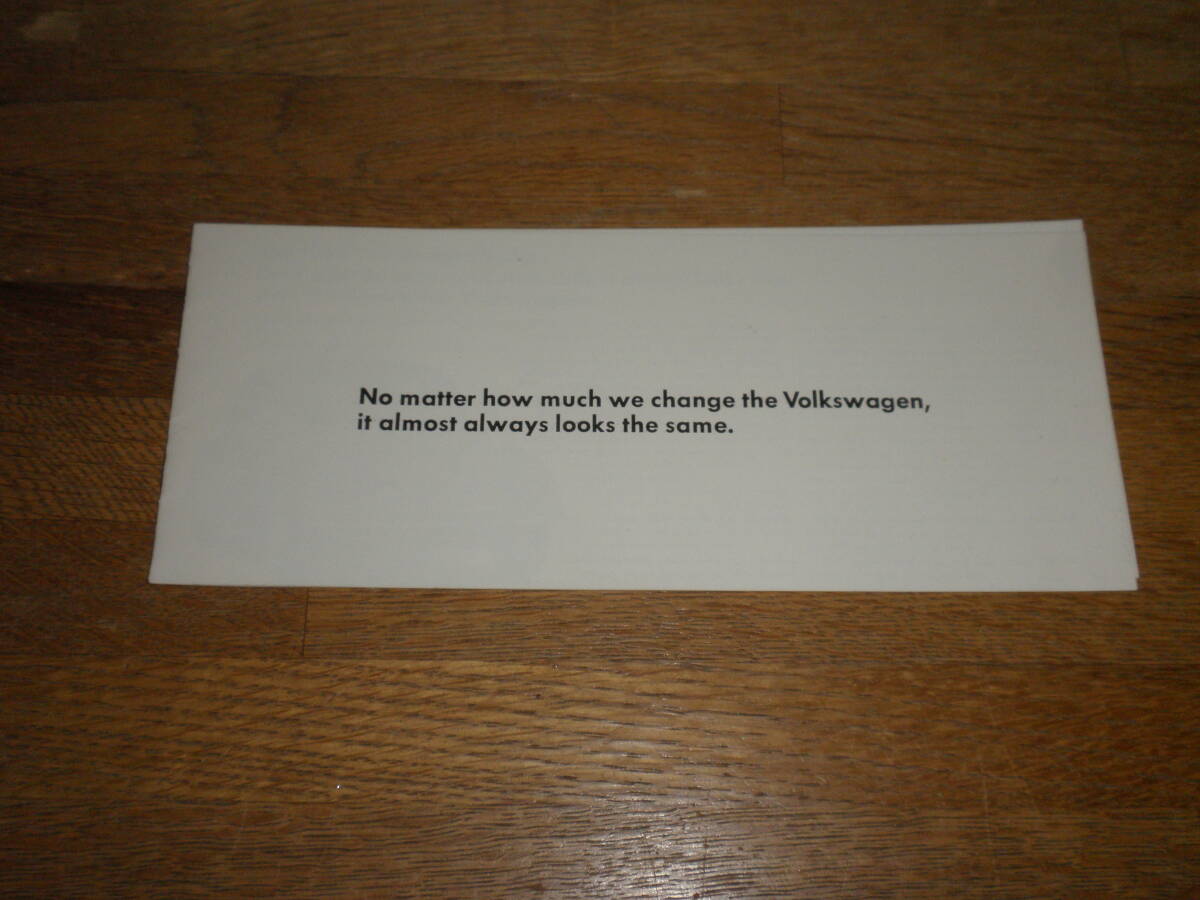 No matter how much we change the Volkswagen,
it almost always looks the same.